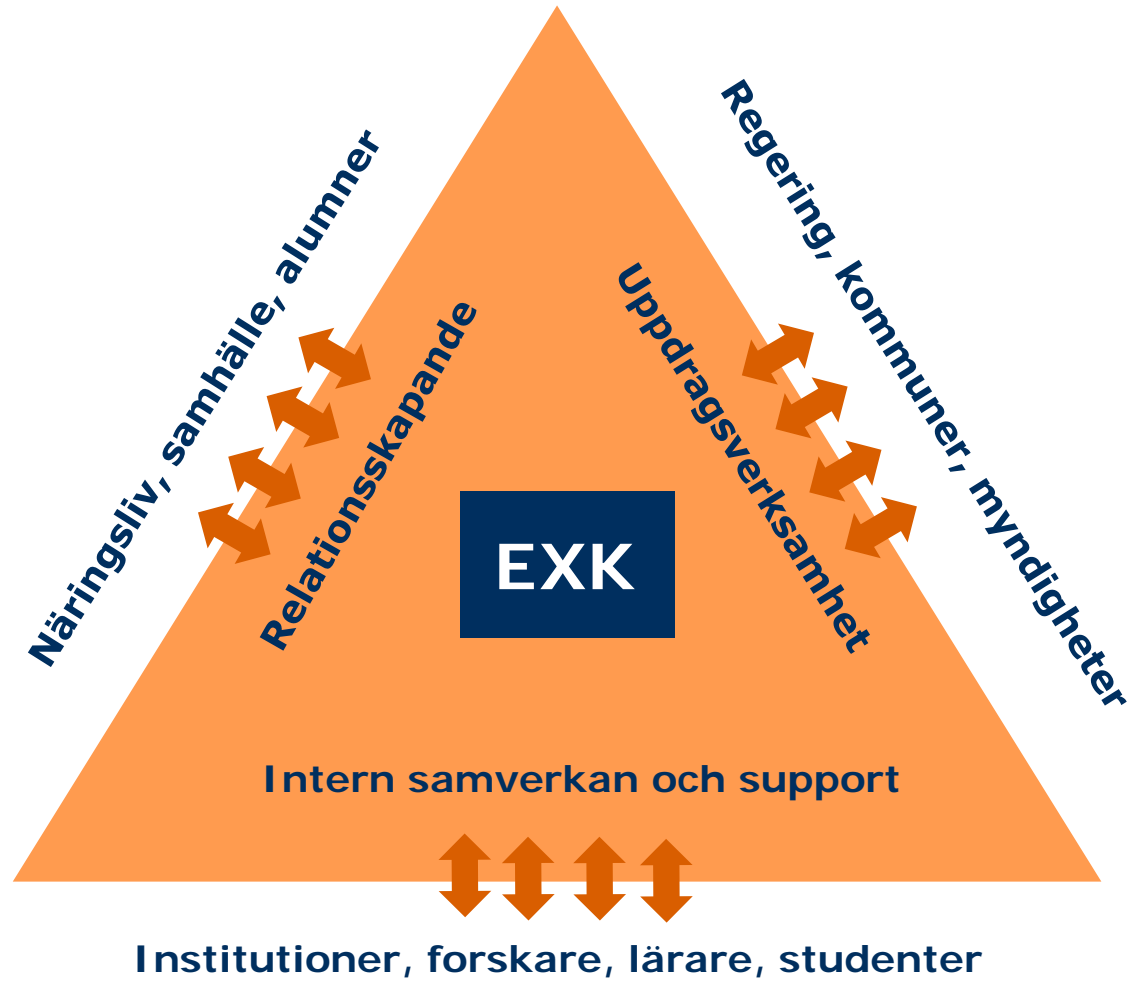 Näringsliv, samhälle, alumner
Regering, kommuner, myndigheter
Relationsskapande
Uppdragsverksamhet
EXK
Intern samverkan och support
Institutioner, forskare, lärare, studenter